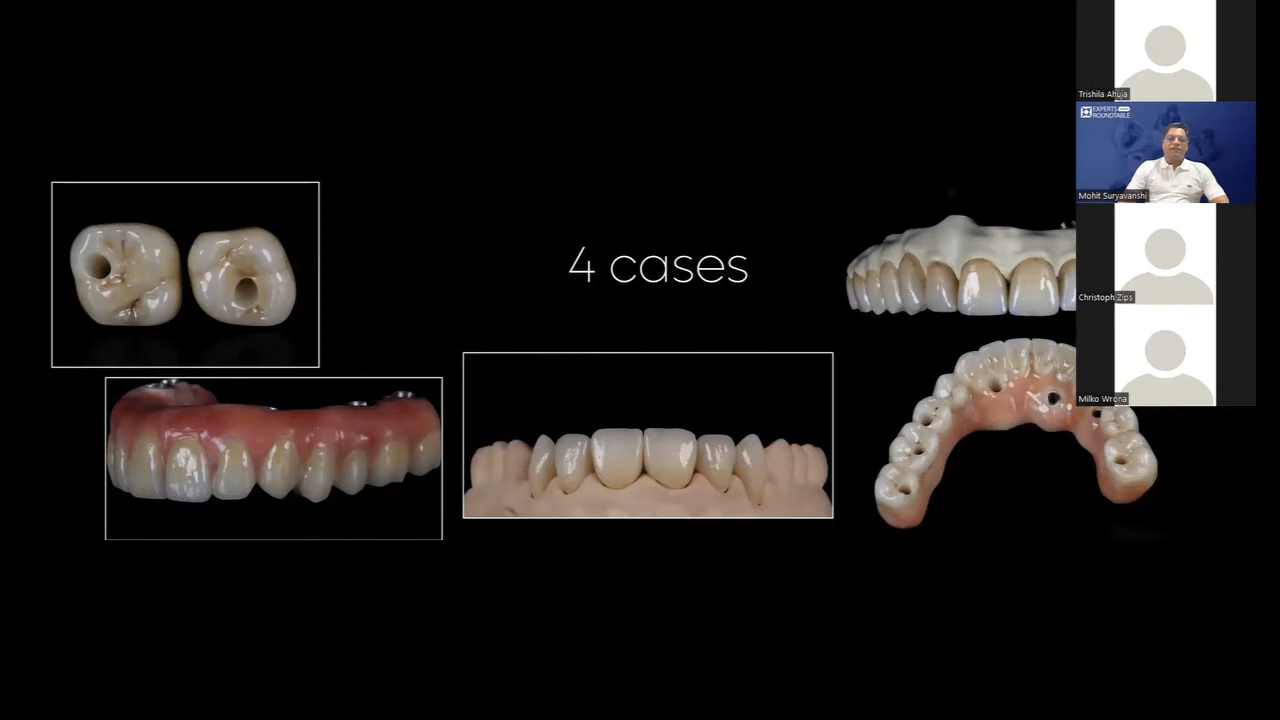 4 cases
Trishila Ahuja
EXPERTS
ROUNDTABLE
Mohit Suryavanshi
Christoph Zips
Milko Wrona